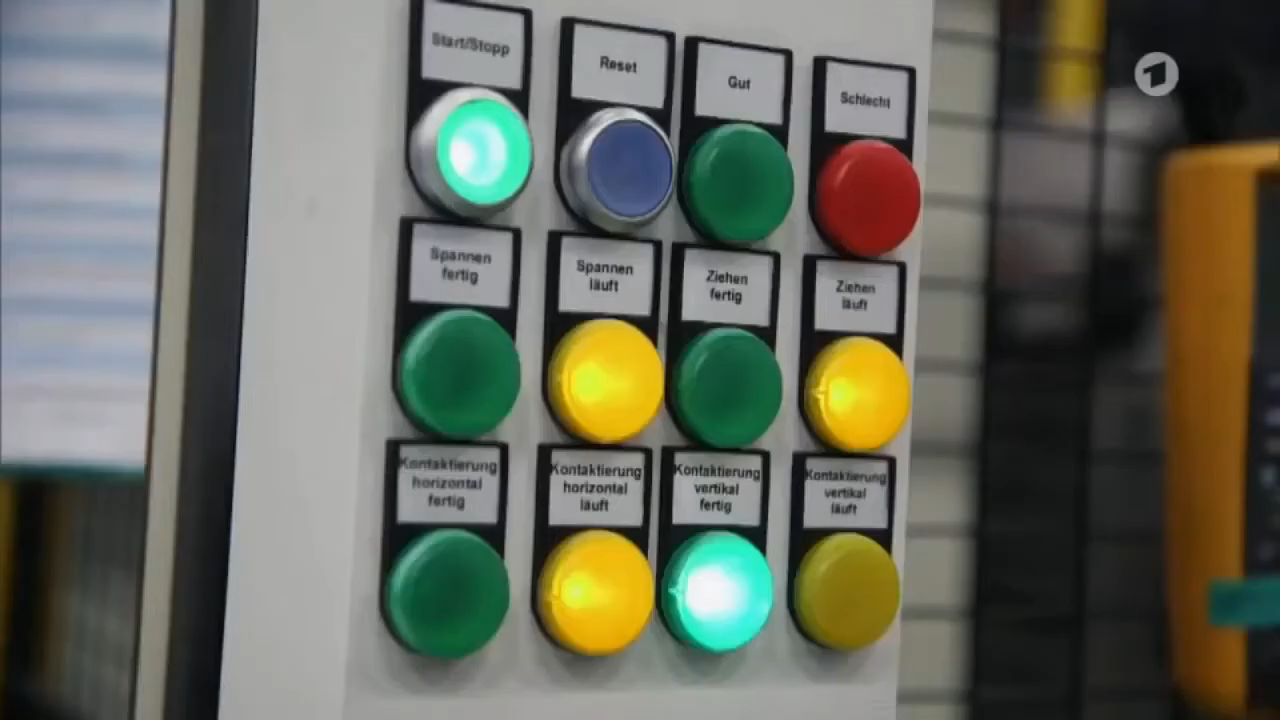 Start/Stopp
Reset
Gut
Schlecht
Spannen
fertig
Spannen
läuft
Ziehen
fertig
Ziehen
läuft
Kontaktierung
horizontal
fertig
Kontaktierung
horizontal
läuft
Kontaktierung
vertikal
fertig
Kontaktierung
vertikal
läuft
1